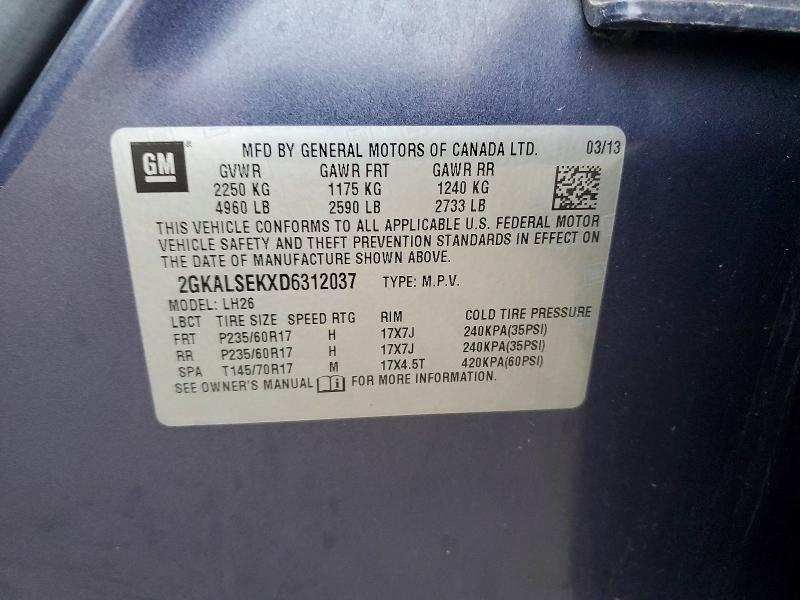 GM
MFD BY GENERAL MOTORS OF CANADA LTD. 03/13
GVWR GAWR FRT GAWR RR
2250 KG 1175 KG 1240 KG
4960 LB 2590 LB 2733 LB
THIS VEHICLE CONFORMS TO ALL APPLICABLE U.S. FEDERAL MOTOR
VEHICLE SAFETY AND THEFT PREVENTION STANDARDS IN EFFECT ON
THE DATE OF MANUFACTURE SHOWN ABOVE.
2GKALSEKXD6312037 TYPE: M.P.V.
MODEL: LH26
LBCT TIRE SIZE SPEED RTG RIM COLD TIRE PRESSURE
FRT P235/60R17 H 17X7J 240KPA(35PSI)
RR P235/60R17 H 17X7J 240KPA(35PSI)
SPA T145/70R17 M 17X4.5T 420KPA(60PSI)
SEE OWNER'S MANUAL FOR MORE INFORMATION.